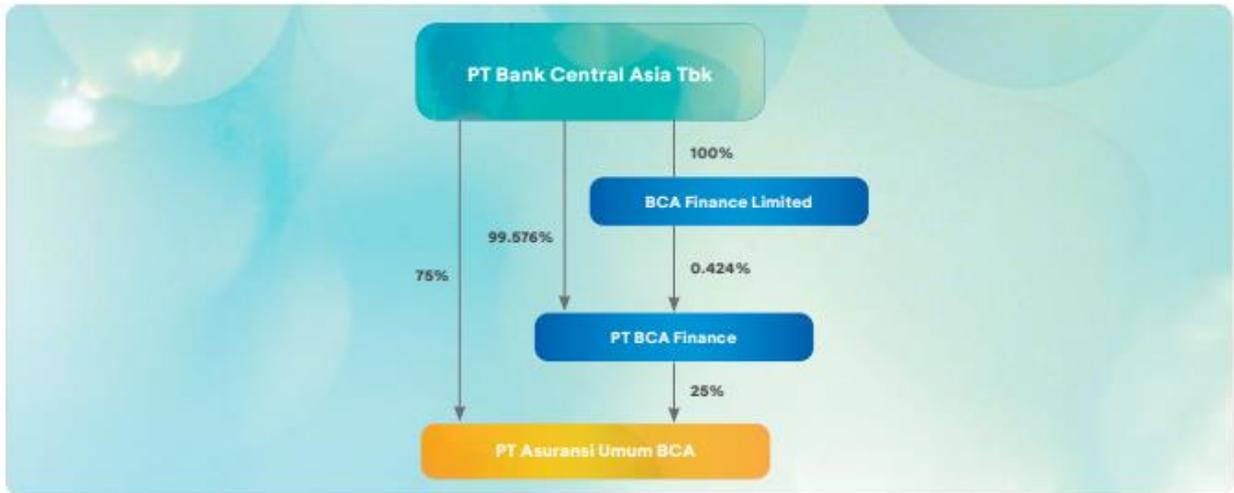 PT Bank Central Asia Tbk
100%
BCA Finance Limited
99.576%
75%
0.424%
PT BCA Finance
25%
PT Asuransi Umum BCA